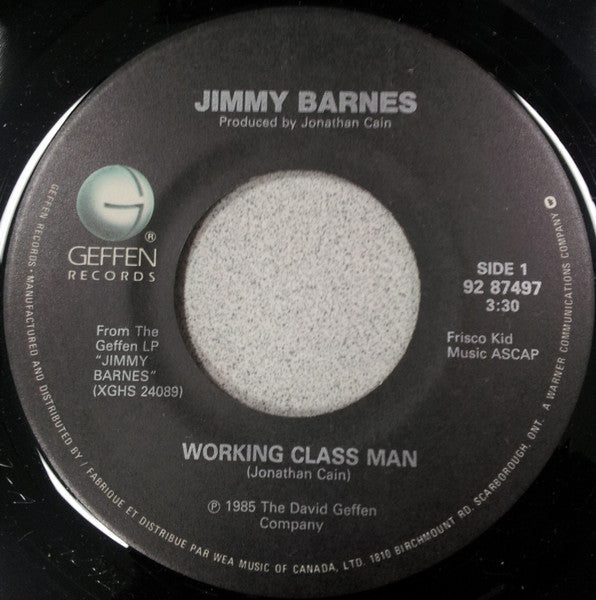 JIMMY BARNES
Produced by Jonathan Cain
G
GEFFEN®
RECORDS
SIDE 1
92 87497
3:30
From The
Geffen LP
"JIMMY
BARNES"
(XGHS 24089)
Frisco Kid
Music ASCAP
WORKING CLASS MAN
(Jonathan Cain)
℗ 1985 The David Geffen
Company
GEFFEN RECORDS · MANUFACTURED AND DISTRIBUTED BY / FABRIQUE ET DISTRIBUE PAR WEA MUSIC OF CANADA, LTD. 1810 BIRCHMOUNT RD. SCARBOROUGH, ONT. A WARNER COMMUNICATIONS COMPANY